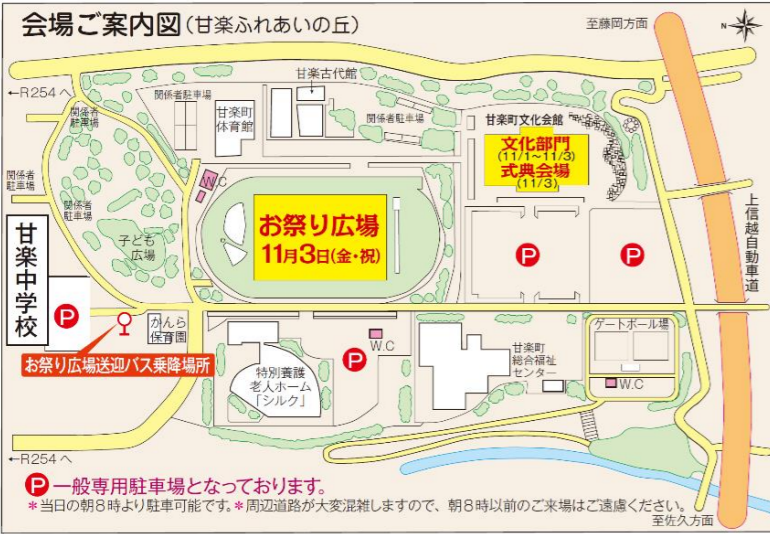 会場ご案内図(甘楽ふれあいの丘)
至藤岡方面
N
←R254へ
甘楽古代館
関係者駐車場
関係者
駐車場
甘楽町
体育館
関係者駐車場
甘楽町文化会館
文化部門
(11/1~11/3)
式典会場
(11/3)
W.C
関係者
駐車場
関係者
駐車場
子ども
広場
お祭り広場
11月3日(金・祝)
P
P
上信越自動車道
甘楽中学校
P
かんら
保育園
お祭り広場送迎バス乗降場所
特別養護
老人ホーム
「シルク」
P
W.C
甘楽町
総合福祉
センター
ゲートボール場
W.C
←R254へ
P一般専用駐車場となっております。
*当日の朝8時より駐車可能です。*周辺道路が大変混雑しますので、朝8時以前のご来場はご遠慮ください。
至佐久方面